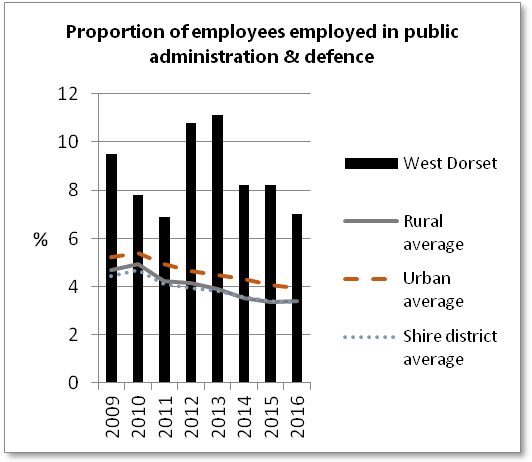 Proportion of employees employed in public
administration & defence
12
10
8
6
4
2
0
%
2009
2010
2011
2012
2013
2014
2015
2016
West Dorset
Rural
average
Urban
average
Shire district
average